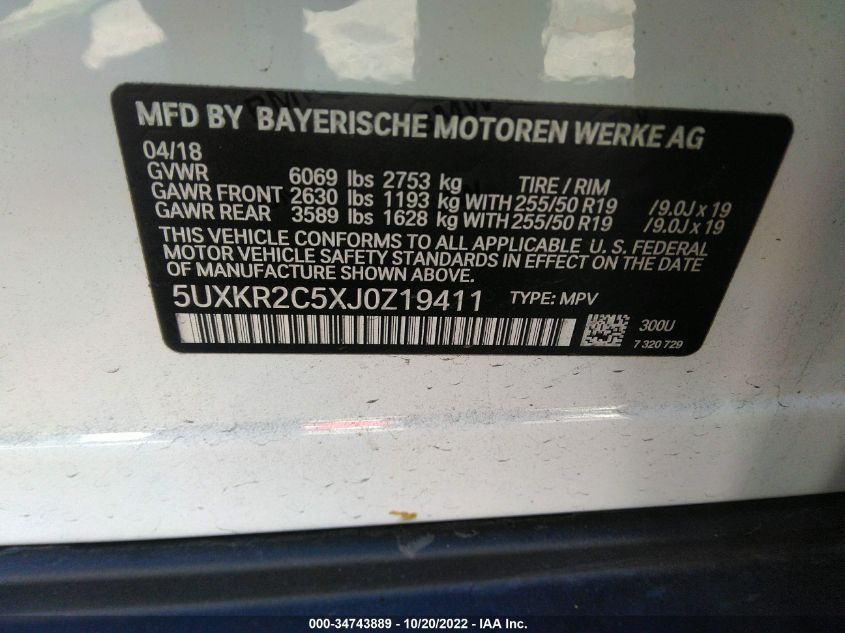 MFD BY BAYERISCHE MOTOREN WERKE AG
04/18
GVWR 6069 lbs 2753 kg TIRE / RIM
GAWR FRONT 2630 lbs 1193 kg WITH 255/50 R19 /9.0J x 19
GAWR REAR 3589 lbs 1628 kg WITH 255/50 R19 /9.0J x 19
THIS VEHICLE CONFORMS TO ALL APPLICABLE U. S. FEDERAL
MOTOR VEHICLE SAFETY STANDARDS IN EFFECT ON THE DATE
OF MANUFACTURE SHOWN ABOVE.
5UXKR2C5XJ0Z19411 TYPE: MPV
300U
7 320 729
000-34743889 - 10/20/2022 - IAA Inc.